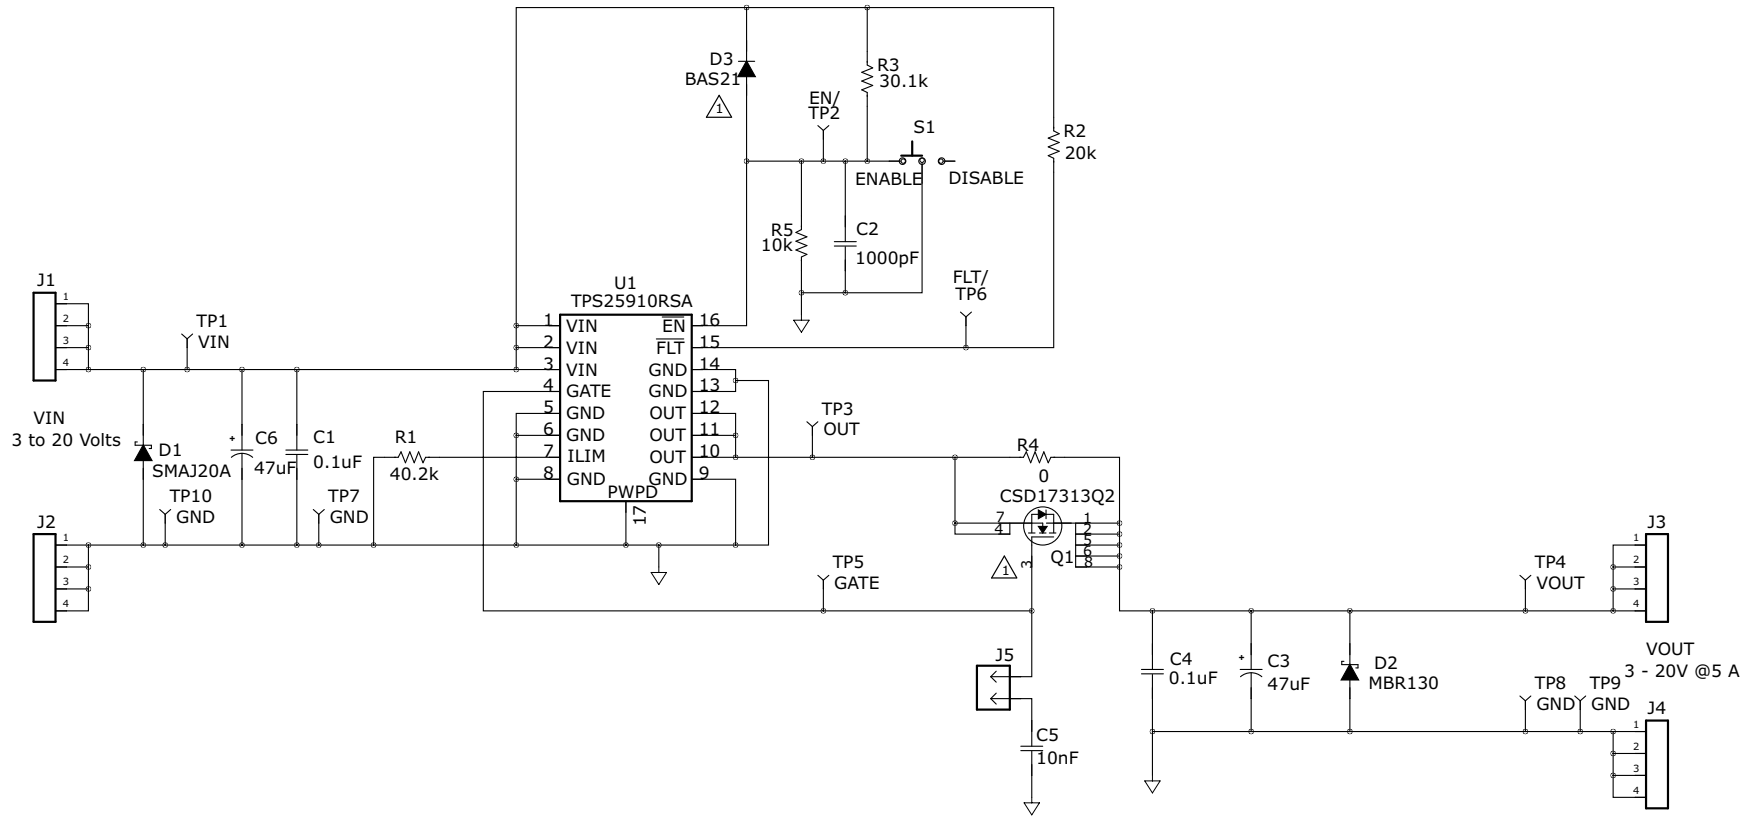 D3
BAS21
1
R3
30.1k
EN/
TP2
S1
ENABLE
DISABLE
R2
20k
R5
10k
C2
1000pF
FLT/
TP6
J1
1
2
3
4
TP1
VIN
VIN
3 to 20 Volts
D1
SMAJ20A
C6
+
47uF
C1
0.1uF
R1
40.2k
TP10
GND
TP7
GND
J2
1
2
3
4
U1
TPS25910RSA
1 VIN EN 16
2 VIN FLT 15
3 VIN GND 14
4 GATE GND 13
5 GND OUT 12
6 GND OUT 11
7 ILIM OUT 10
8 GND GND 9
PWPD
17
TP3
OUT
R4
0
CSD17313Q2
7
4
1
2
5
6
8
3
Q1
1
TP5
GATE
J5
C5
10nF
C4
0.1uF
+
C3
47uF
D2
MBR130
TP4
VOUT
J3
1
2
3
4
VOUT
3 - 20V @5 A
TP8
GND
TP9
GND
J4
1
2
3
4